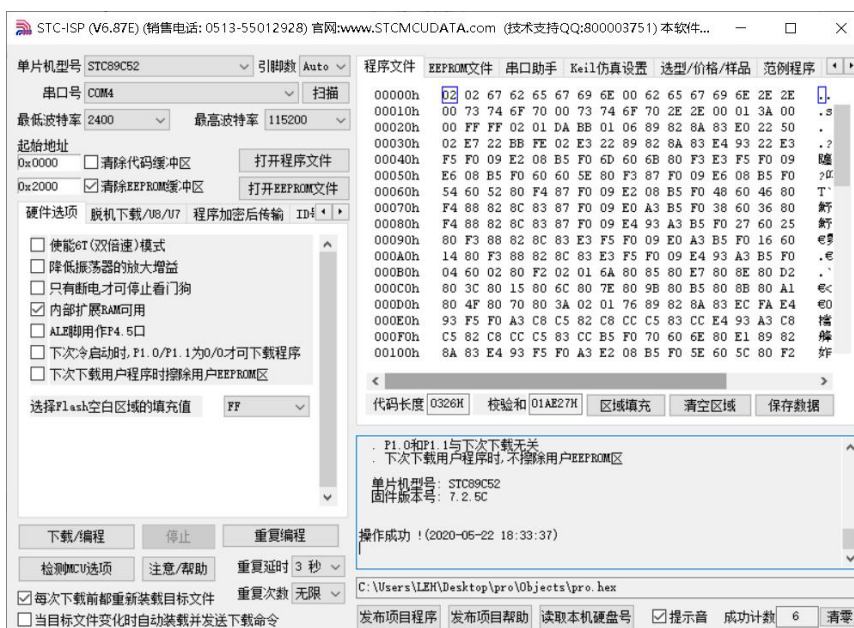 STC-ISP (V6.87E) (销售电话: 0513-55012928) 官网:www.STCMCUDATA.com (技术支持QQ:800003751) 本软件...
单片机型号 STC89C52 引脚数 Auto
串口号 COM4 扫描
最低波特率 2400 最高波特率 115200
起始地址
0x0000 清除代码缓冲区 打开程序文件
0x2000 清除EEPROM缓冲区 打开EEPROM文件
硬件选项 脱机下载/U8/U7 程序加密后传输
使能6T(双倍速)模式
降低振荡器的放大增益
只有断电才可停止看门狗
内部扩展RAM可用
ALE脚用作P4.5口
下次冷启动时,P1.0/P1.1为0/0才可下载程序
下次下载用户程序时擦除用户EEPROM区
选择Flash空白区域的填充值 FF
下载/编程 停止 重复编程
检测MCU选项 注意/帮助 重复延时 3 秒
每次下载前都重新装载目标文件 重复次数 无限
当目标文件变化时自动装载并发送下载命令
程序文件 EEPROM文件 串口助手 Keil仿真设置 选型/价格/样品 范例程序
00000h 02 02 67 62 65 67 69 6E 00 62 65 67 69 6E 2E 2E
00010h 00 73 74 6F 70 00 73 74 6F 70 2E 2E 00 01 3A 00
00020h 00 FF FF 02 01 DA BB 01 06 89 82 8A 83 E0 22 50
00030h 02 E7 22 BB FE 02 E3 22 89 82 8A 83 E4 93 22 E3
00040h F5 F0 09 E2 08 B5 F0 6D 60 6B 80 F3 E3 F5 F0 09
00050h E6 08 B5 F0 60 60 5E 80 F3 87 F0 09 E6 08 B5 F0
00060h 54 60 52 80 F4 87 F0 09 E2 08 B5 F0 48 60 46 80
00070h F4 88 82 8C 83 87 F0 09 E0 A3 B5 F0 38 60 36 80
00080h F4 88 82 8C 83 87 F0 09 E4 93 A3 B5 F0 27 60 25
00090h 80 F3 88 82 8C 83 E3 F5 F0 09 E0 A3 B5 F0 16 60
000A0h 14 80 F3 88 82 8C 83 E3 F5 F0 09 E4 93 A3 B5 F0
000B0h 04 60 02 80 F2 02 01 6A 80 85 80 E7 80 8E 80 D2
000C0h 80 3C 80 15 80 6C 80 7E 80 9B 80 B5 80 8B 80 A1
000D0h 80 4F 80 70 80 3A 02 01 76 89 82 8A 83 EC FA E4
000E0h 93 F5 F0 A3 C8 C5 82 C8 CC C5 83 CC E4 93 A3 C8
000F0h C5 82 C8 CC C5 83 CC B5 F0 70 60 6E 80 E1 89 82
00100h 8A 83 E4 93 F5 F0 A3 E2 08 B5 F0 5E 60 5C 80 F2
代码长度 0326H 校验和 01AE27H 区域填充 清空区域 保存数据
. P1.0和P1.1与下次下载无关
. 下次下载用户程序时,不擦除用户EEPROM区
单片机型号: STC89C52
固件版本号: 7.2.5C
操作成功 !(2020-05-22 18:33:37)
C:\Users\LEH\Desktop\pro\Objects\pro.hex
发布项目程序 发布项目帮助 读取本机硬盘号 提示音 成功计数 6 清零